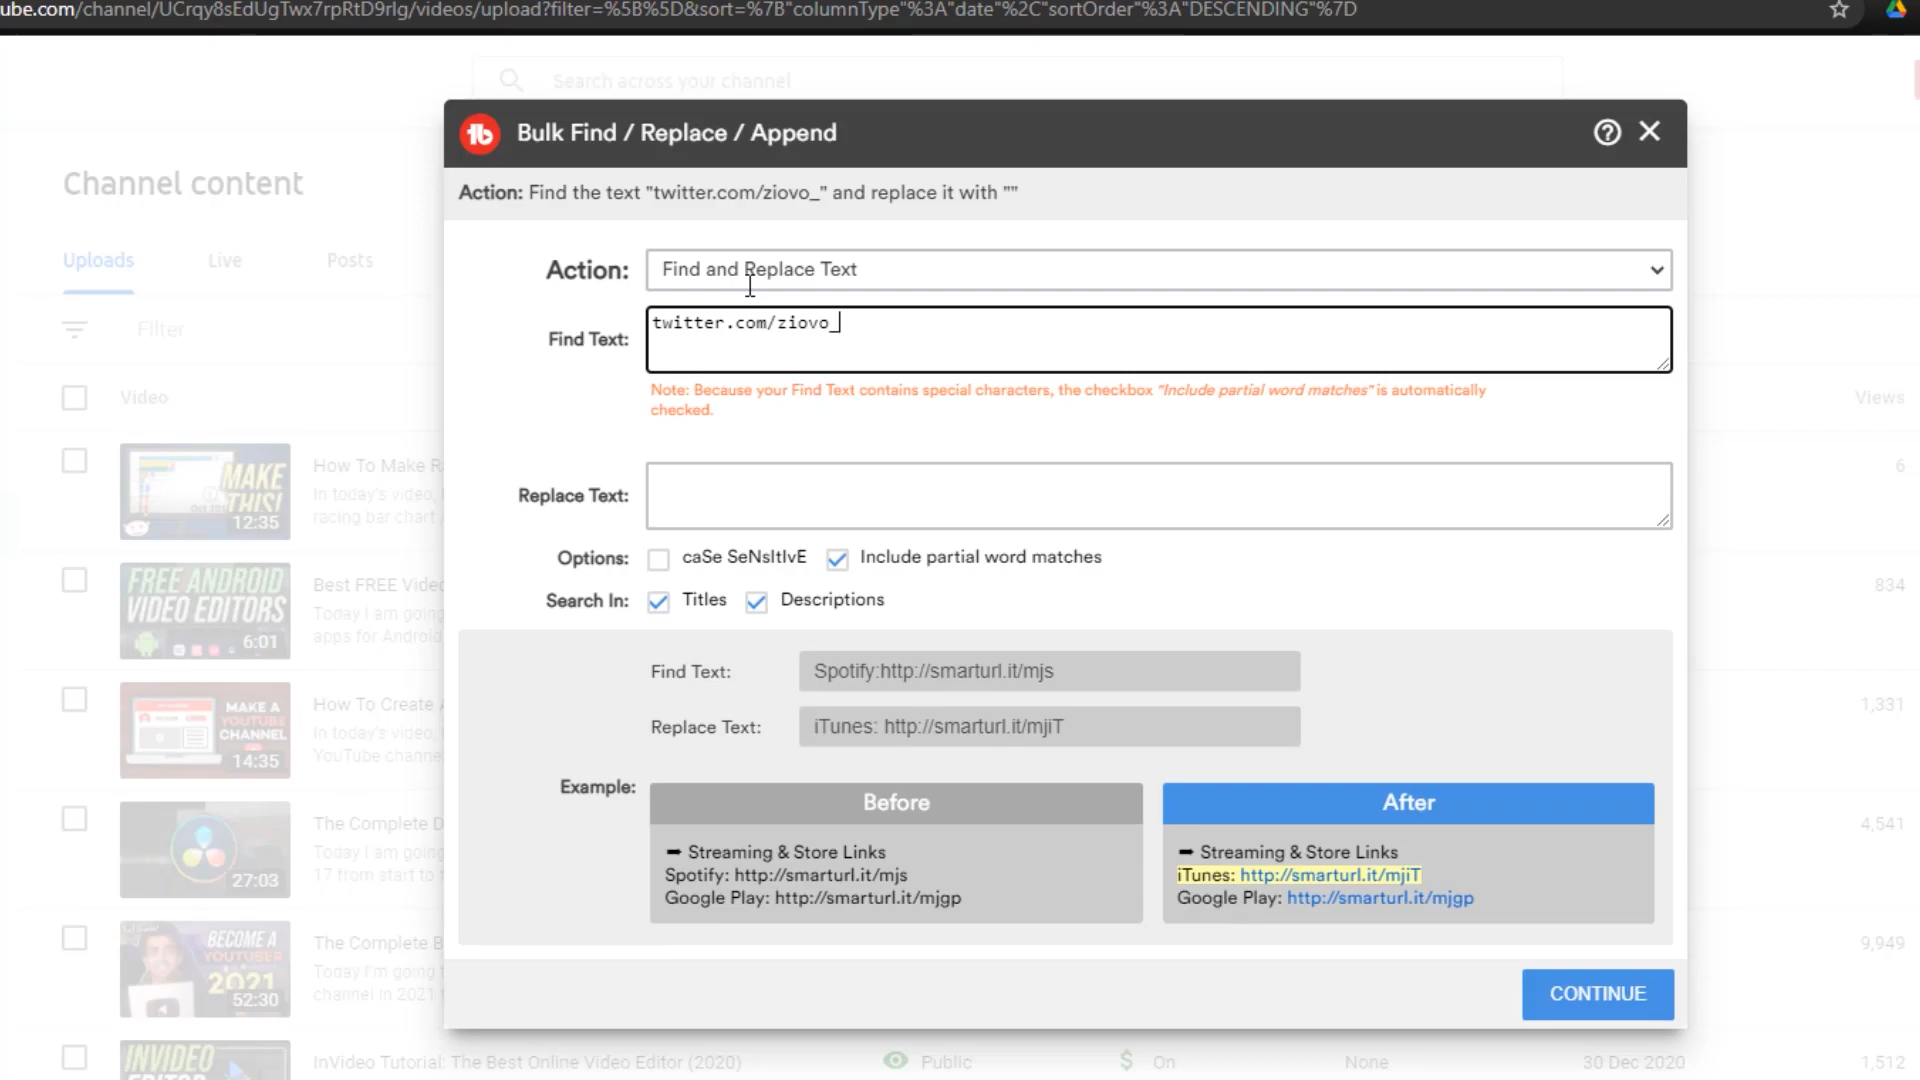 ube.com/channel/UCrqy8sEdUgTwx7rpRtD9rIg/videos/upload?filter=%5B%5D&sort=%7B"columnType"%3A"date"%2C"sortOrder"%3A"DESCENDING"%7D
Search across your channel
Bulk Find / Replace / Append
Action: Find the text "twitter.com/ziovo_" and replace it with ""
Channel content
Uploads
Live
Posts
Filter
Action:
Find and Replace Text
Find Text:
twitter.com/ziovo_
Note: Because your Find Text contains special characters, the checkbox "Include partial word matches" is automatically
checked.
Replace Text:
Options:
caSe SeNsItIvE
Include partial word matches
Search In:
Titles
Descriptions
Find Text:
Spotify:http://smarturl.it/mjs
Replace Text:
iTunes: http://smarturl.it/mjiT
Example:
Before
➡ Streaming & Store Links
Spotify: http://smarturl.it/mjs
Google Play: http://smarturl.it/mjgp
After
➡ Streaming & Store Links
iTunes: http://smarturl.it/mjiT
Google Play: http://smarturl.it/mjgp
CONTINUE
Video
Views
MAKE
THIS!
12:35
How To Make R
In today's video,
racing bar chart
6
FREE ANDROID
VIDEO EDITORS
6:01
Best FREE Vide
Today I am going
apps for Android
834
MAKE A
YOUTUBE
CHANNEL
14:35
How To Create
In today's video,
YouTube channe
1,331
27:03
The Complete D
Today I am going
17 from start to
4,541
BECOME A
YOUTUBER
2021
52:30
The Complete B
Today I'm going
channel in 2021
9,949
INVIDEO
InVideo Tutorial: The Best Online Video Editor (2020)
Public
$ On
None
30 Dec 2020
1,512